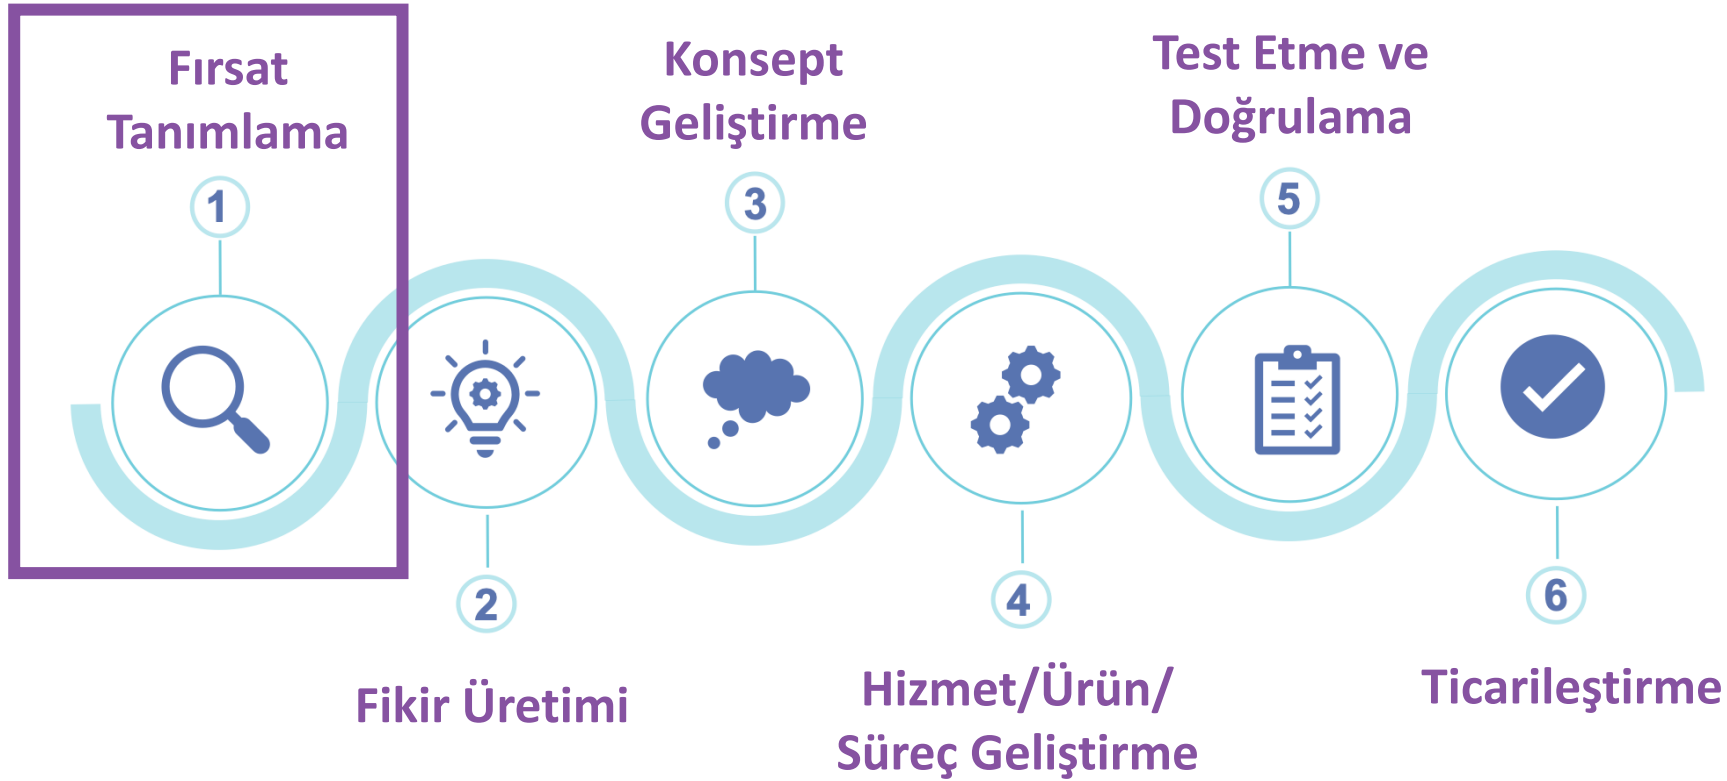 Fırsat
Tanımlama
1
2
Fikir Üretimi
Konsept
Geliştirme
3
4
Hizmet/Ürün/
Süreç Geliştirme
Test Etme ve
Doğrulama
5
6
Ticarileştirme